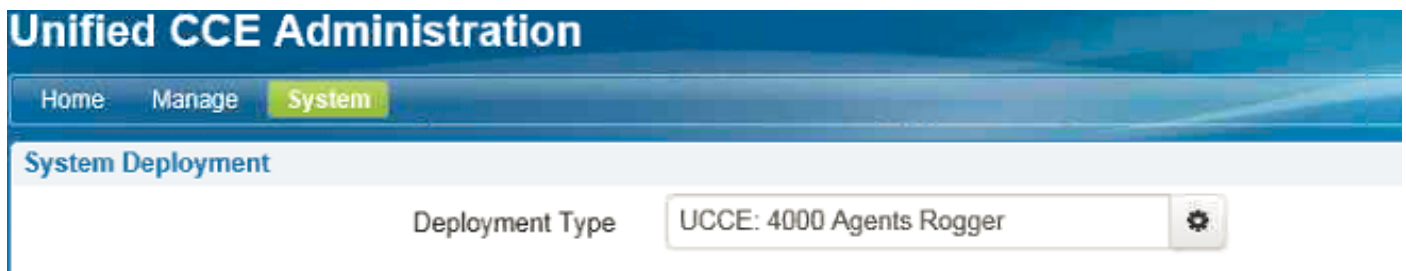 Unified CCE Administration
Home Manage System
System Deployment
Deployment Type UCCE: 4000 Agents Rogger